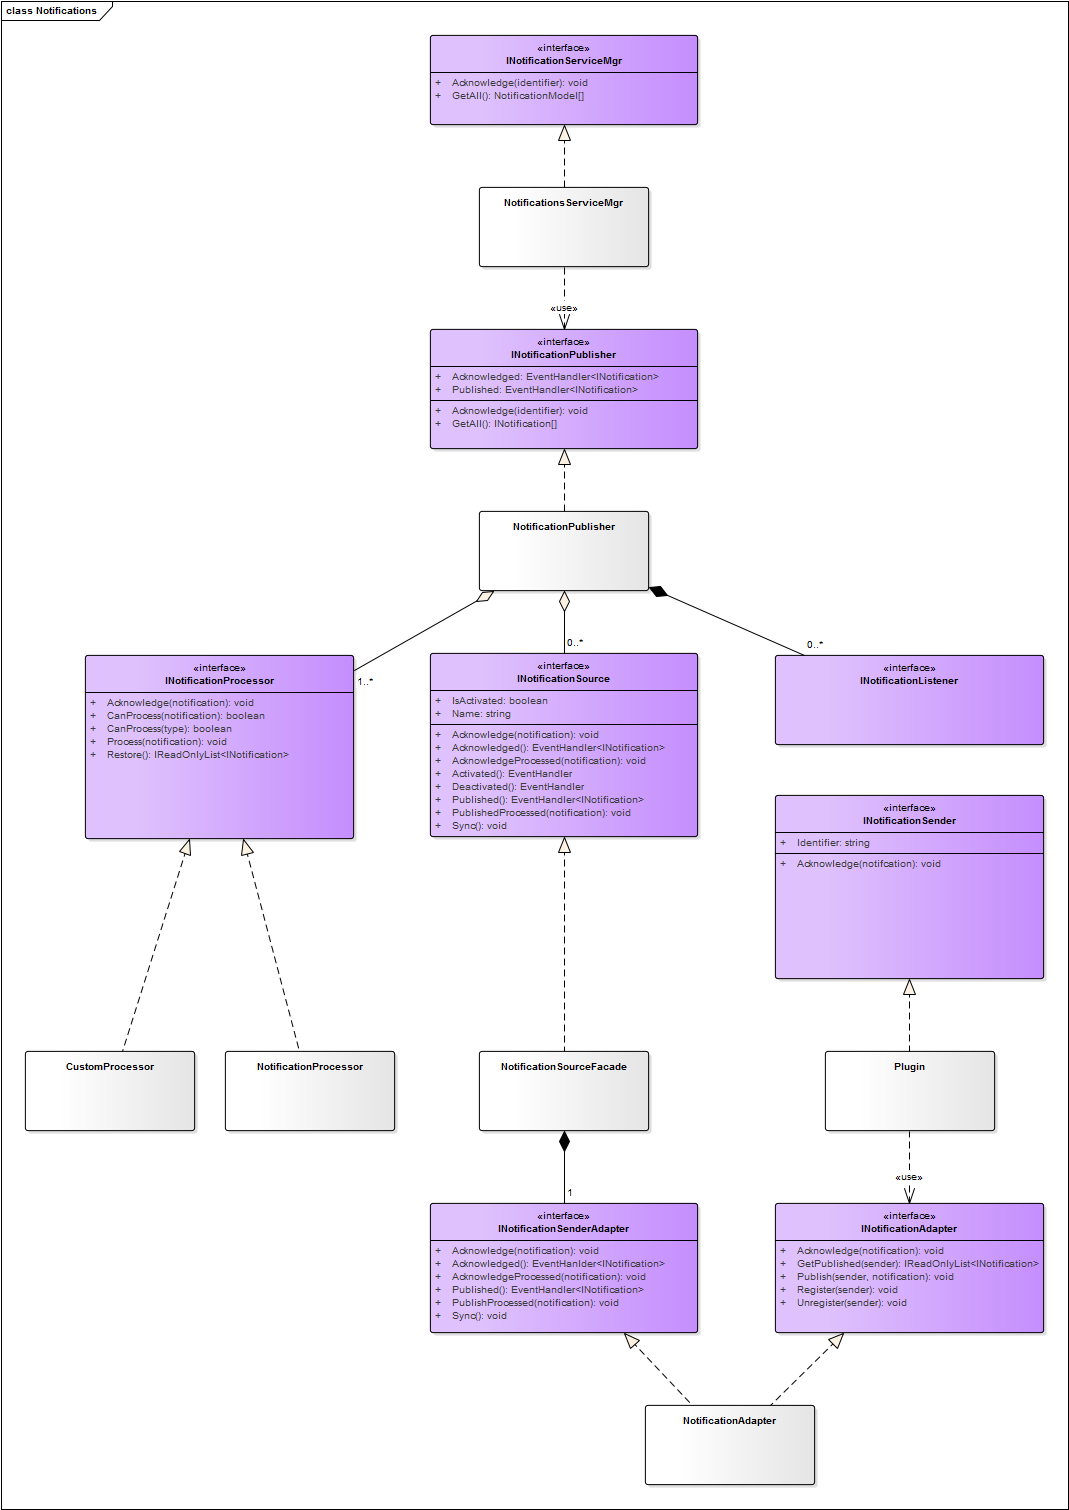 class Notifications
«interface»
INotificationServiceMgr
+ Acknowledge(identifier): void
+ GetAll(): NotificationModel[]
NotificationsServiceMgr
«use»
«interface»
INotificationPublisher
+ Acknowledged: EventHandler<INotification>
+ Published: EventHandler<INotification>
+ Acknowledge(identifier): void
+ GetAll(): INotification[]
NotificationPublisher
1..*
0..*
0..*
«interface»
INotificationProcessor
+ Acknowledge(notification): void
+ CanProcess(notification): boolean
+ CanProcess(type): boolean
+ Process(notification): void
+ Restore(): IReadOnlyList<INotification>
«interface»
INotificationSource
+ IsActivated: boolean
+ Name: string
+ Acknowledge(notification): void
+ Acknowledged(): EventHandler<INotification>
+ AcknowledgeProcessed(notification): void
+ Activated(): EventHandler
+ Deactivated(): EventHandler
+ Published(): EventHandler<INotification>
+ PublishedProcessed(notification): void
+ Sync(): void
«interface»
INotificationListener
«interface»
INotificationSender
+ Identifier: string
+ Acknowledge(notifcation): void
CustomProcessor
NotificationProcessor
NotificationSourceFacade
Plugin
1
«use»
«interface»
INotificationSenderAdapter
+ Acknowledge(notification): void
+ Acknowledged(): EventHanlder<INotification>
+ AcknowledgeProcessed(notification): void
+ Published(): EventHandler<INotification>
+ PublishProcessed(notification): void
+ Sync(): void
«interface»
INotificationAdapter
+ Acknowledge(notification): void
+ GetPublished(sender): IReadOnlyList<INotification>
+ Publish(sender, notification): void
+ Register(sender): void
+ Unregister(sender): void
NotificationAdapter